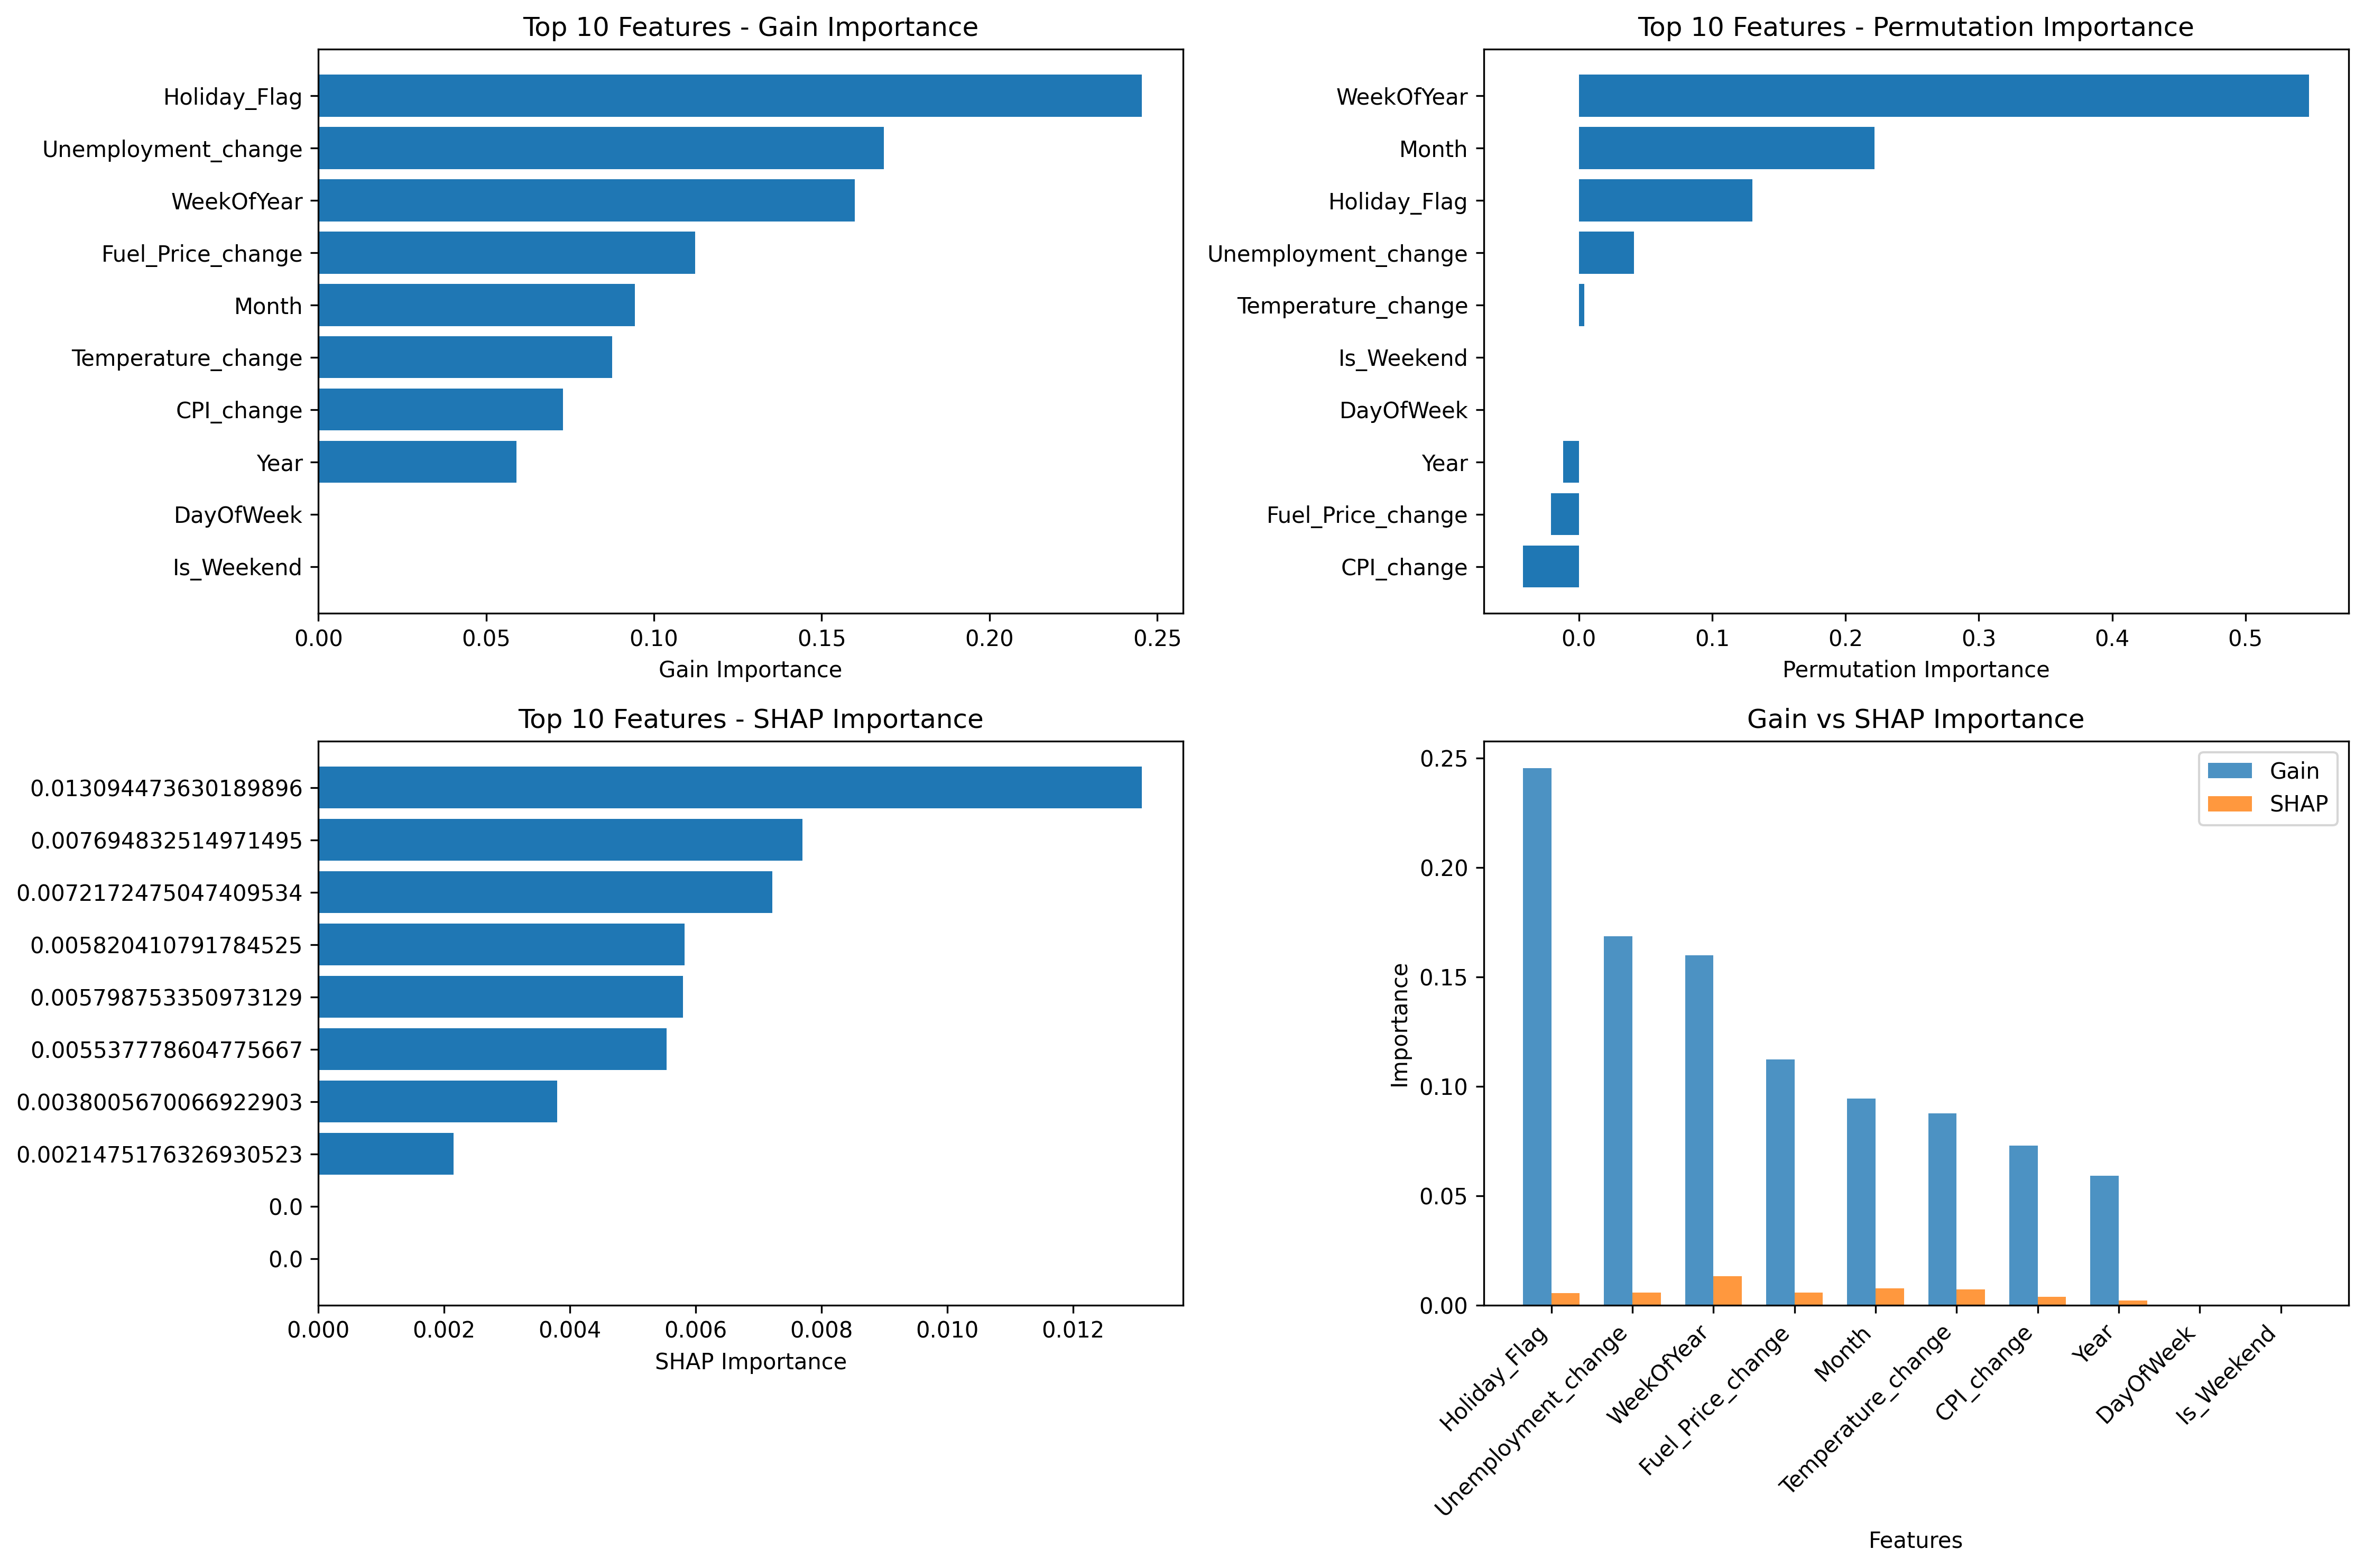 Top 10 Features - Gain Importance
Holiday_Flag
Unemployment_change
WeekOfYear
Fuel_Price_change
Month
Temperature_change
CPI_change
Year
DayOfWeek
Is_Weekend
0.00 0.05 0.10 0.15 0.20 0.25
Gain Importance
Top 10 Features - Permutation Importance
WeekOfYear
Month
Holiday_Flag
Unemployment_change
Temperature_change
Is_Weekend
DayOfWeek
Year
Fuel_Price_change
CPI_change
0.0 0.1 0.2 0.3 0.4 0.5
Permutation Importance
Top 10 Features - SHAP Importance
0.013094473630189896
0.007694832514971495
0.0072172475047409534
0.005820410791784525
0.005798753350973129
0.0055377778604775667
0.0038005670066922903
0.0021475176326930523
0.0
0.0
0.000 0.002 0.004 0.006 0.008 0.010 0.012
SHAP Importance
Gain vs SHAP Importance
Gain
SHAP
0.25
0.20
0.15
0.10
0.05
0.00
Importance
Holiday_Flag
Unemployment_change
WeekOfYear
Fuel_Price_change
Month
Temperature_change
CPI_change
Year
DayOfWeek
Is_Weekend
Features